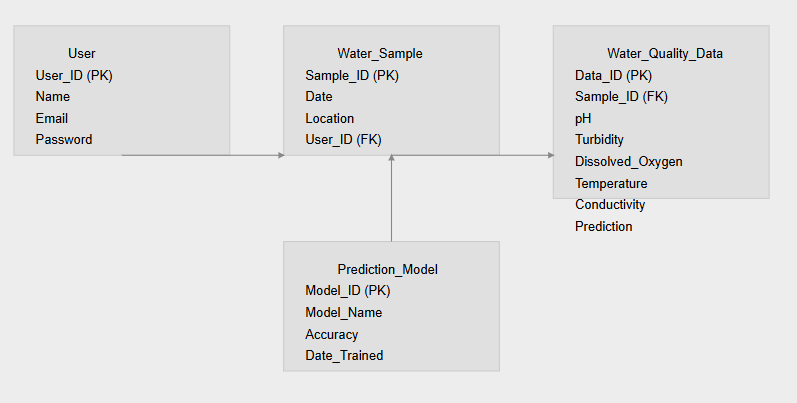 User
User_ID (PK)
Name
Email
Password
Water_Sample
Sample_ID (PK)
Date
Location
User_ID (FK)
Water_Quality_Data
Data_ID (PK)
Sample_ID (FK)
pH
Turbidity
Dissolved_Oxygen
Temperature
Conductivity
Prediction
Prediction_Model
Model_ID (PK)
Model_Name
Accuracy
Date_Trained